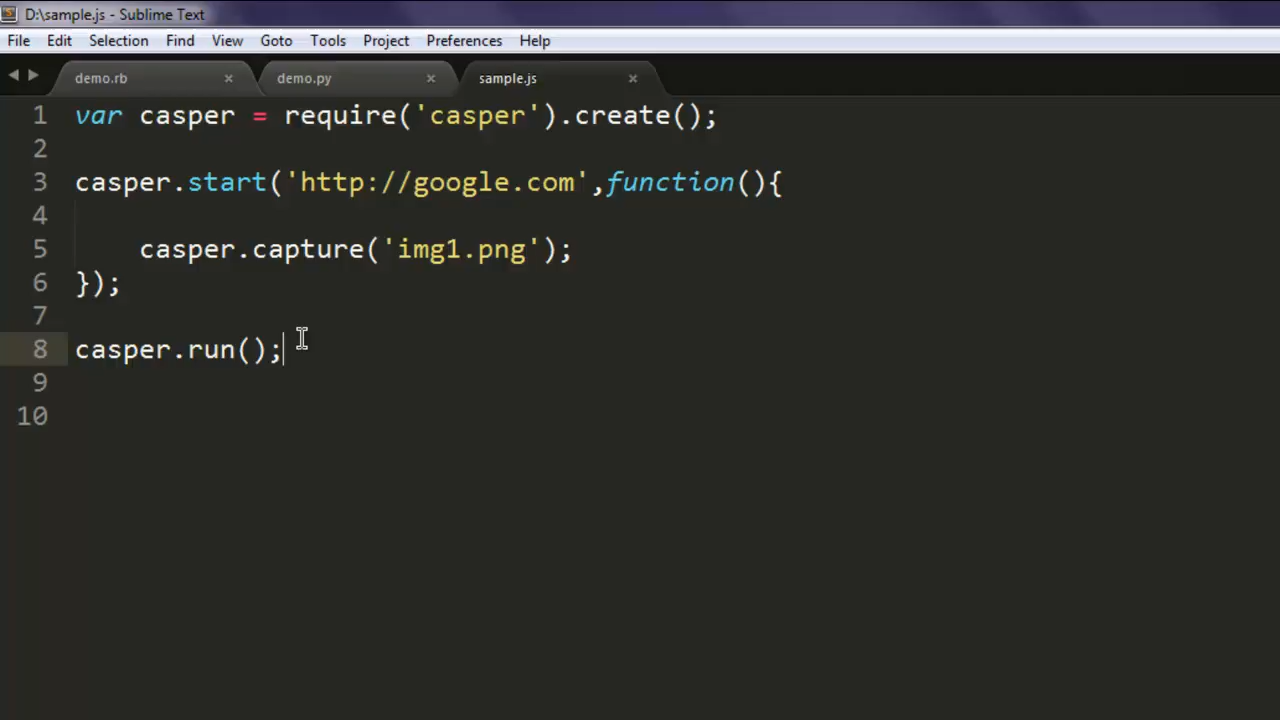 D:\sample.js - Sublime Text
File Edit Selection Find View Goto Tools Project Preferences Help
demo.rb × demo.py × sample.js ×
1 var casper = require('casper').create();
2
3 casper.start('http://google.com',function(){
4
5 casper.capture('img1.png');
6 });
7
8 casper.run();
9
10